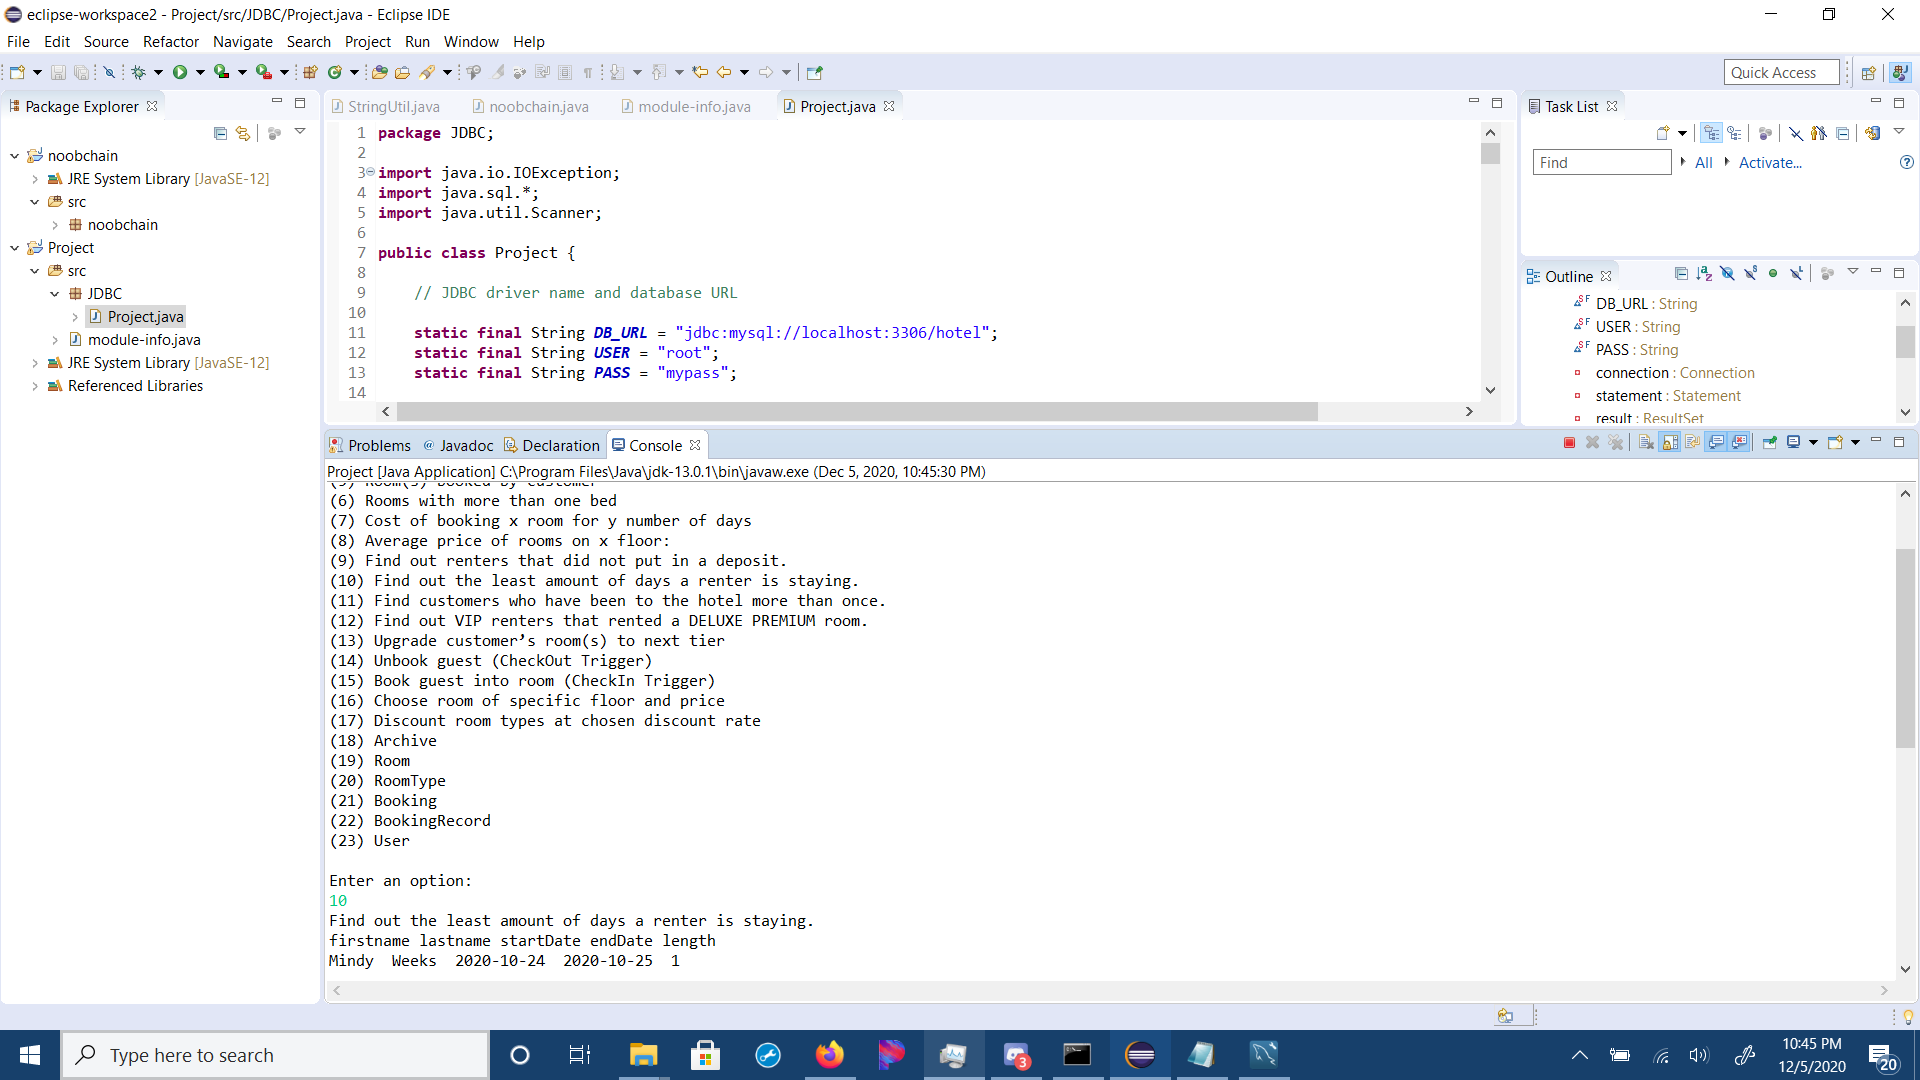 eclipse-workspace2 - Project/src/JDBC/Project.java - Eclipse IDE
File Edit Source Refactor Navigate Search Project Run Window Help
Quick Access
Package Explorer
noobchain
JRE System Library [JavaSE-12]
src
noobchain
Project
src
JDBC
Project.java
module-info.java
JRE System Library [JavaSE-12]
Referenced Libraries
StringUtil.java noobchain.java module-info.java Project.java
1 package JDBC;
2
3 import java.io.IOException;
4 import java.sql.*;
5 import java.util.Scanner;
6
7 public class Project {
8
9 // JDBC driver name and database URL
10
11 static final String DB_URL = "jdbc:mysql://localhost:3306/hotel";
12 static final String USER = "root";
13 static final String PASS = "mypass";
14
Task List
Find All Activate...
Outline
DB_URL : String
USER : String
PASS : String
connection : Connection
statement : Statement
result : ResultSet
Problems @ Javadoc Declaration Console
Project [Java Application] C:\Program Files\Java\jdk-13.0.1\bin\javaw.exe (Dec 5, 2020, 10:45:30 PM)
(5) Room(s) booked by customer
(6) Rooms with more than one bed
(7) Cost of booking x room for y number of days
(8) Average price of rooms on x floor:
(9) Find out renters that did not put in a deposit.
(10) Find out the least amount of days a renter is staying.
(11) Find customers who have been to the hotel more than once.
(12) Find out VIP renters that rented a DELUXE PREMIUM room.
(13) Upgrade customer’s room(s) to next tier
(14) Unbook guest (CheckOut Trigger)
(15) Book guest into room (CheckIn Trigger)
(16) Choose room of specific floor and price
(17) Discount room types at chosen discount rate
(18) Archive
(19) Room
(20) RoomType
(21) Booking
(22) BookingRecord
(23) User
Enter an option:
10
Find out the least amount of days a renter is staying.
firstname lastname startDate endDate length
Mindy Weeks 2020-10-24 2020-10-25 1
Type here to search
3
10:45 PM
12/5/2020
20